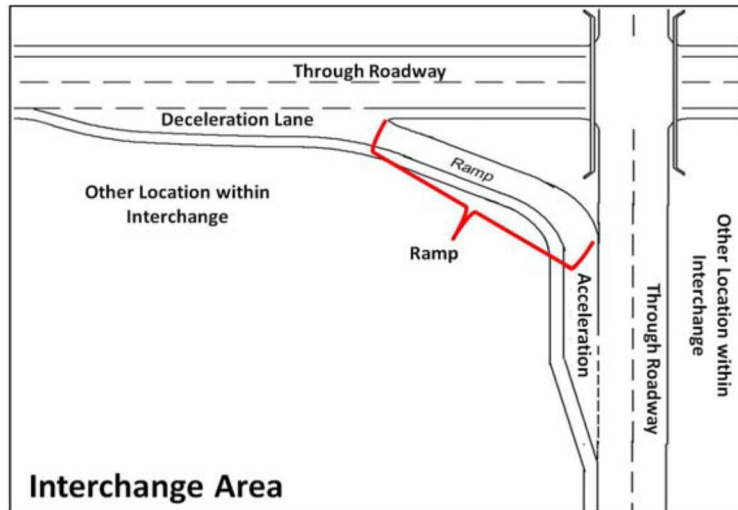 Through Roadway
Deceleration Lane
Ramp
Other Location within
Interchange
Ramp
Acceleration
Through Roadway
Other Location within
Interchange
Interchange Area